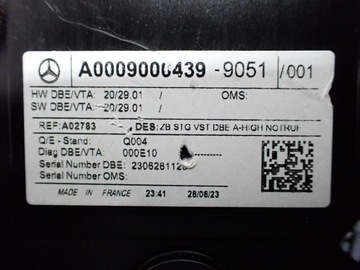 A0009000439 - 9051 / 001
HW DBE/VTA: 20/29.01 / OMS:
SW DBE/VTA: 20/29.01 /
REF: A02783 DES: ZB STG VST DBE A-HIGH NOTRUF
Q/E - Stand: Q004
Diag DBE/VTA: 000E10
Serial Number DBE: 2306281128
Serial Number OMS:
MADE IN FRANCE 23:41 28/06/23